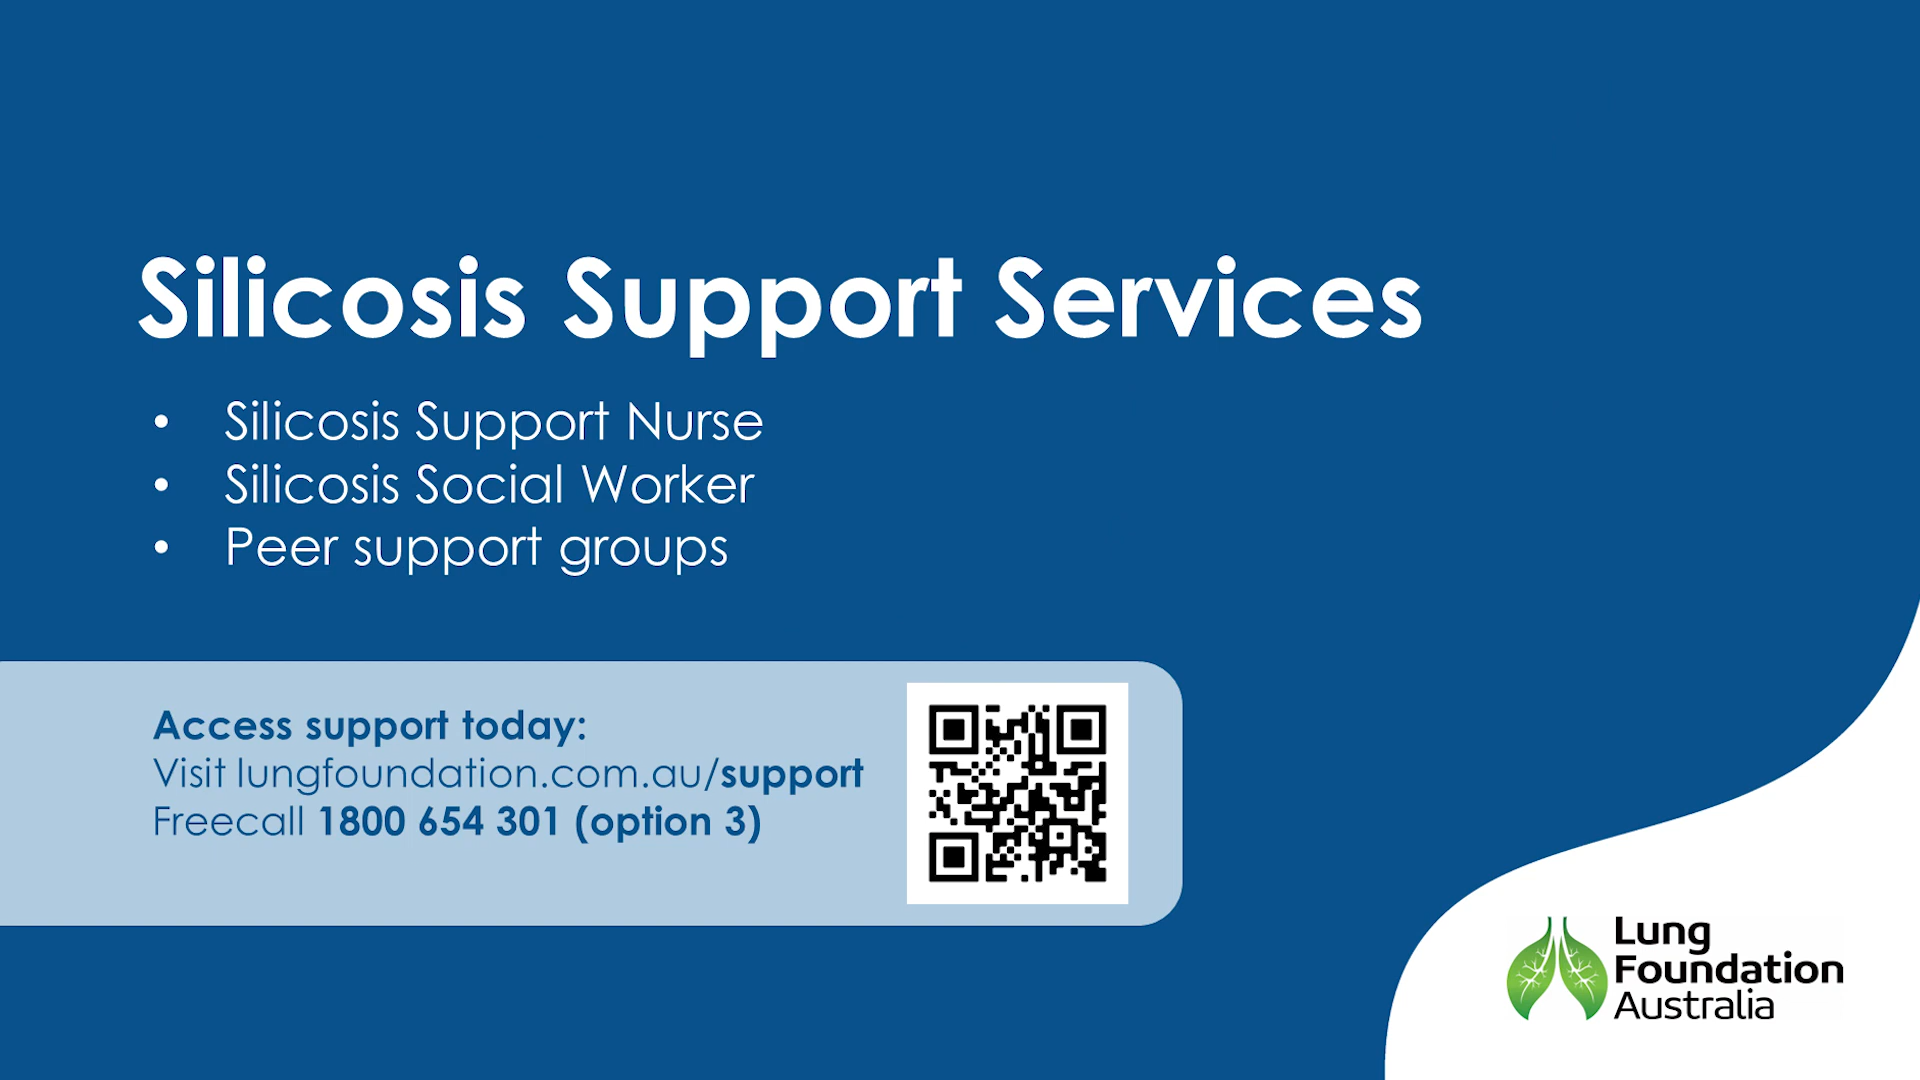 Silicosis Support Services
• Silicosis Support Nurse
• Silicosis Social Worker
• Peer support groups
Access support today:
Visit lungfoundation.com.au/support
Freecall 1800 654 301 (option 3)
Lung
Foundation
Australia